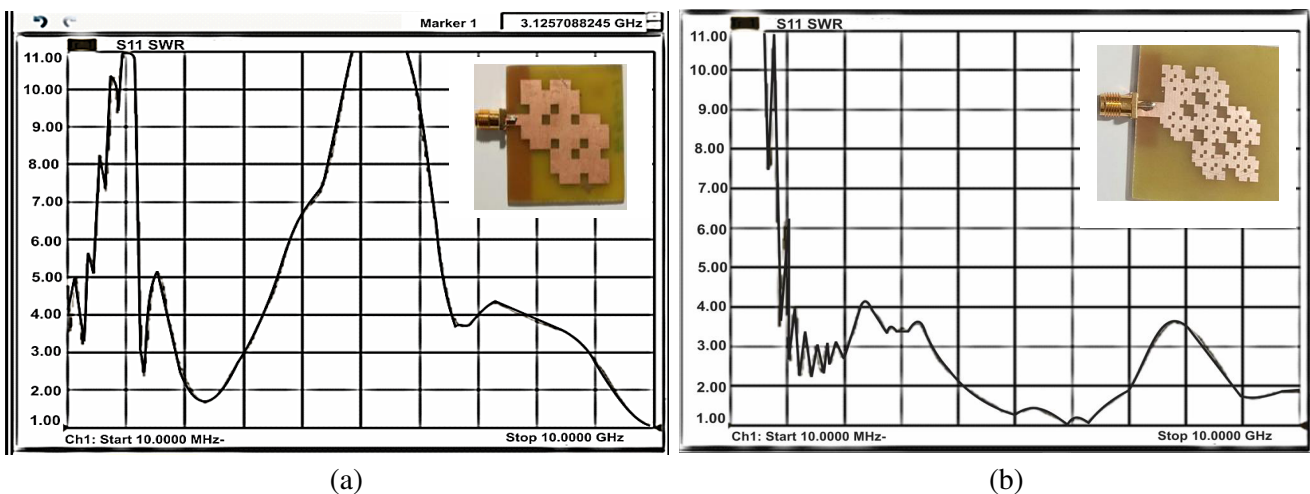 Marker 1 3.1257088245 GHz
S11 SWR
11.00
10.00
9.00
8.00
7.00
6.00
5.00
4.00
3.00
2.00
1.00
Ch1: Start 10.0000 MHz-
Stop 10.0000 GHz
(a)
S11 SWR
11.00
10.00
9.00
8.00
7.00
6.00
5.00
4.00
3.00
2.00
1.00
Ch1: Start 10.0000 MHz-
Stop 10.0000 GHz
(b)